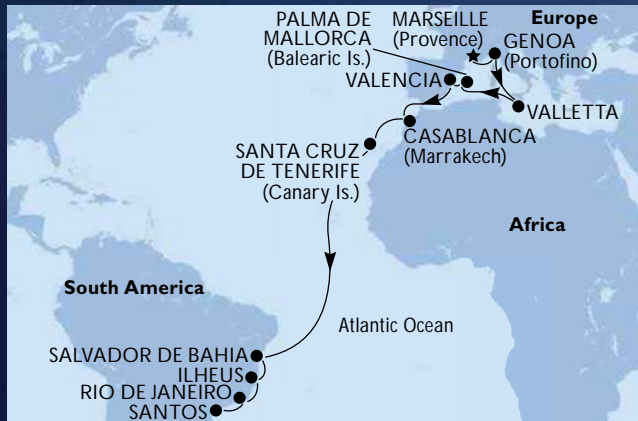 PALMA DE
MALLORCA
(Balearic Is.)
MARSEILLE
(Provence)
Europe
GENOA
(Portofino)
VALENCIA
VALLETTA
CASABLANCA
(Marrakech)
SANTA CRUZ
DE TENERIFE
(Canary Is.)
Africa
South America
Atlantic Ocean
SALVADOR DE BAHIA
ILHEUS
RIO DE JANEIRO
SANTOS